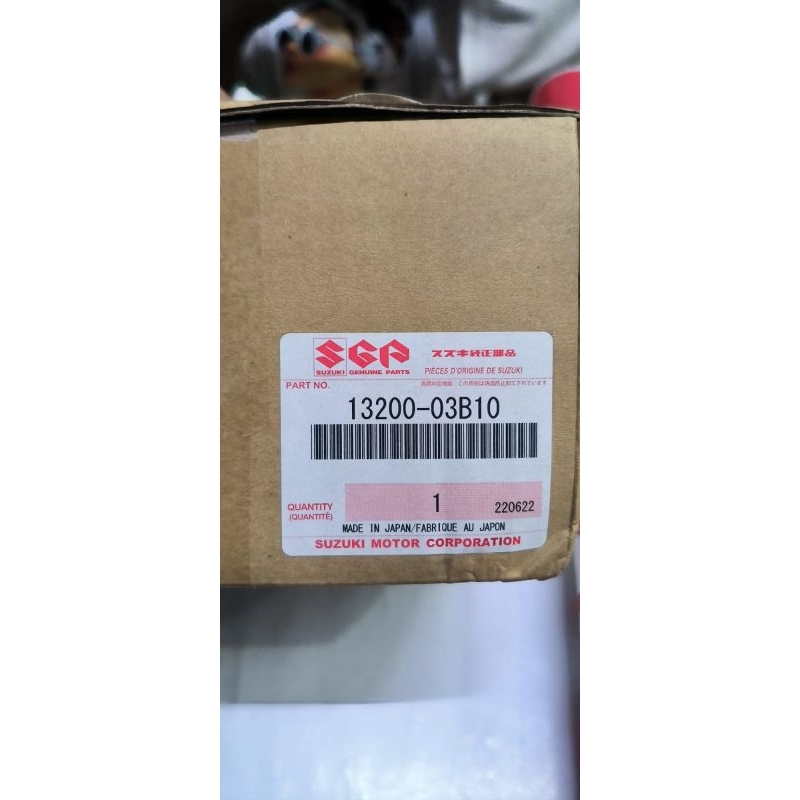 SGP スズキ純正部品
SUZUKI GENUINE PARTS PIECES D'ORIGINE DE SUZUKI
PART NO.
13200-03B10
QUANTITY 1 220622
(QUANTITÉ)
MADE IN JAPAN/FABRIQUE AU JAPON
SUZUKI MOTOR CORPORATION